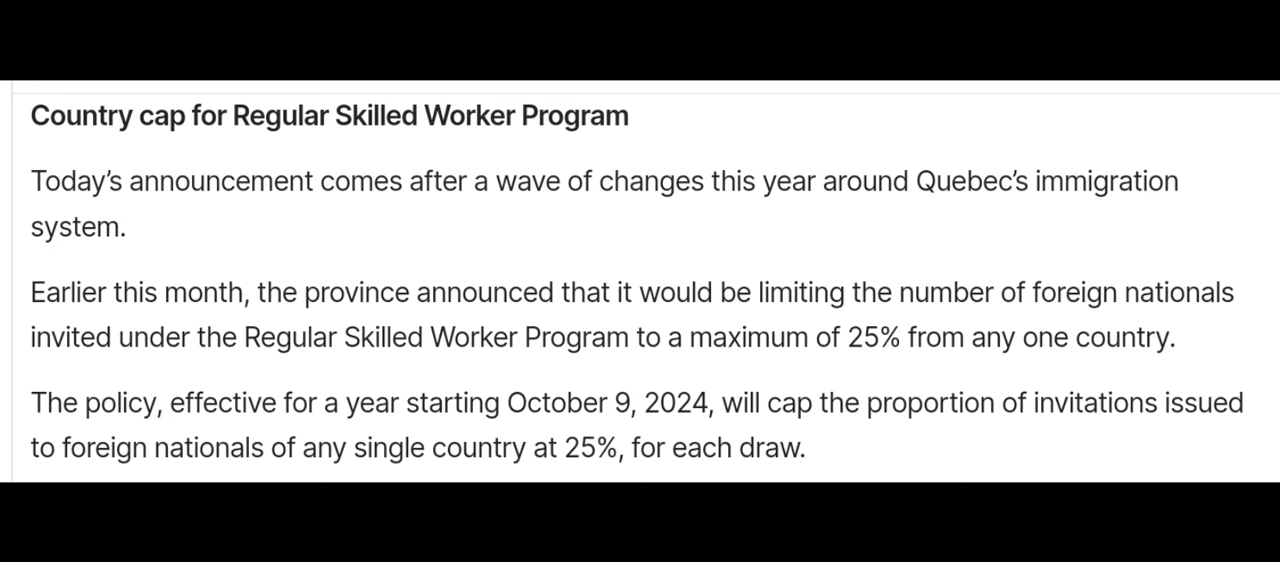 Country cap for Regular Skilled Worker Program
Today’s announcement comes after a wave of changes this year around Quebec’s immigration
system.
Earlier this month, the province announced that it would be limiting the number of foreign nationals
invited under the Regular Skilled Worker Program to a maximum of 25% from any one country.
The policy, effective for a year starting October 9, 2024, will cap the proportion of invitations issued
to foreign nationals of any single country at 25%, for each draw.